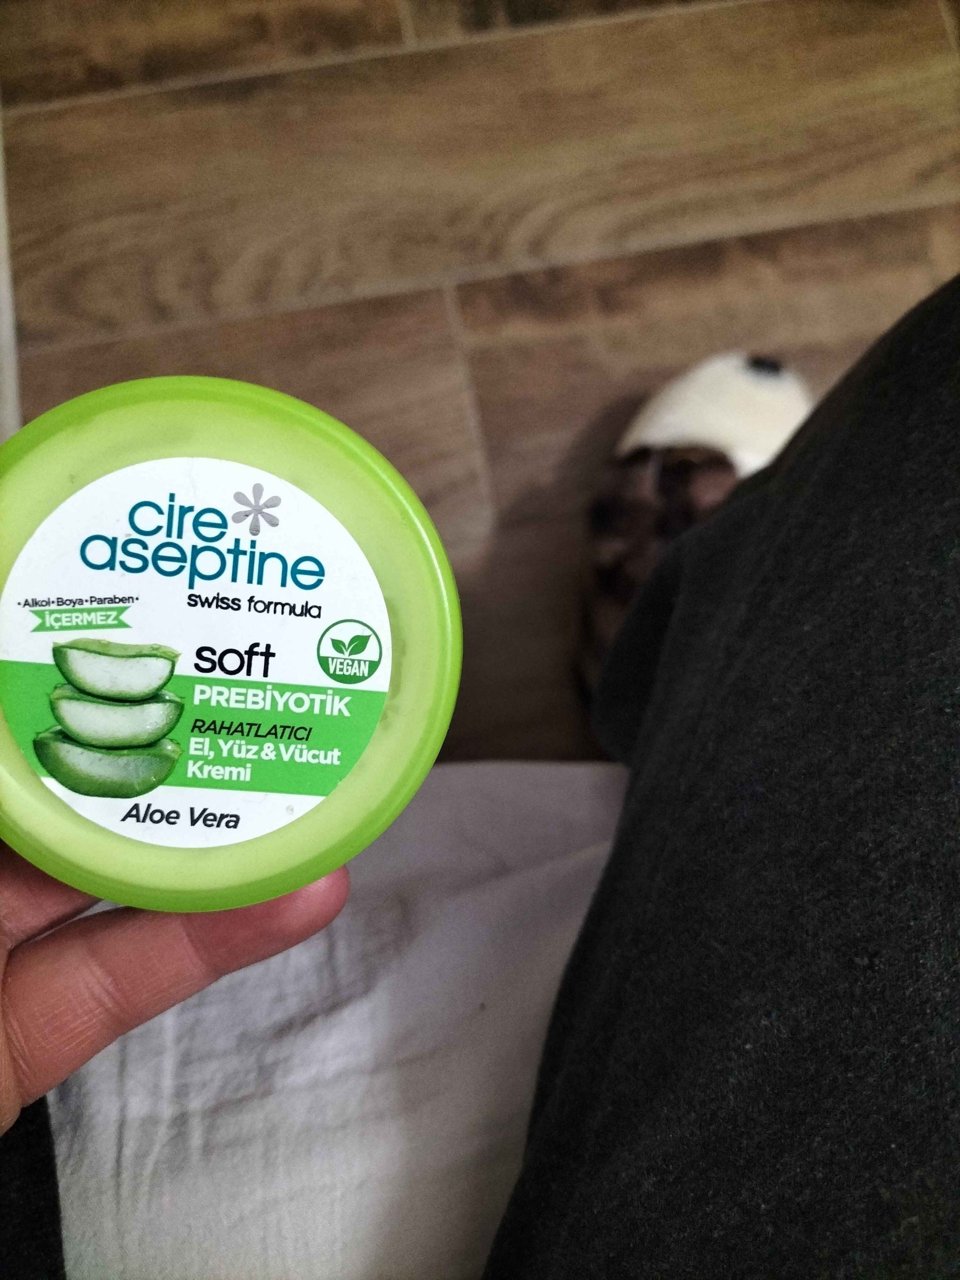 cire
aseptine
swiss formula
•Alkol•Boya•Paraben•
İÇERMEZ
soft
VEGAN
PREBİYOTİK
RAHATLATICI
El, Yüz & Vücut
Kremi
Aloe Vera